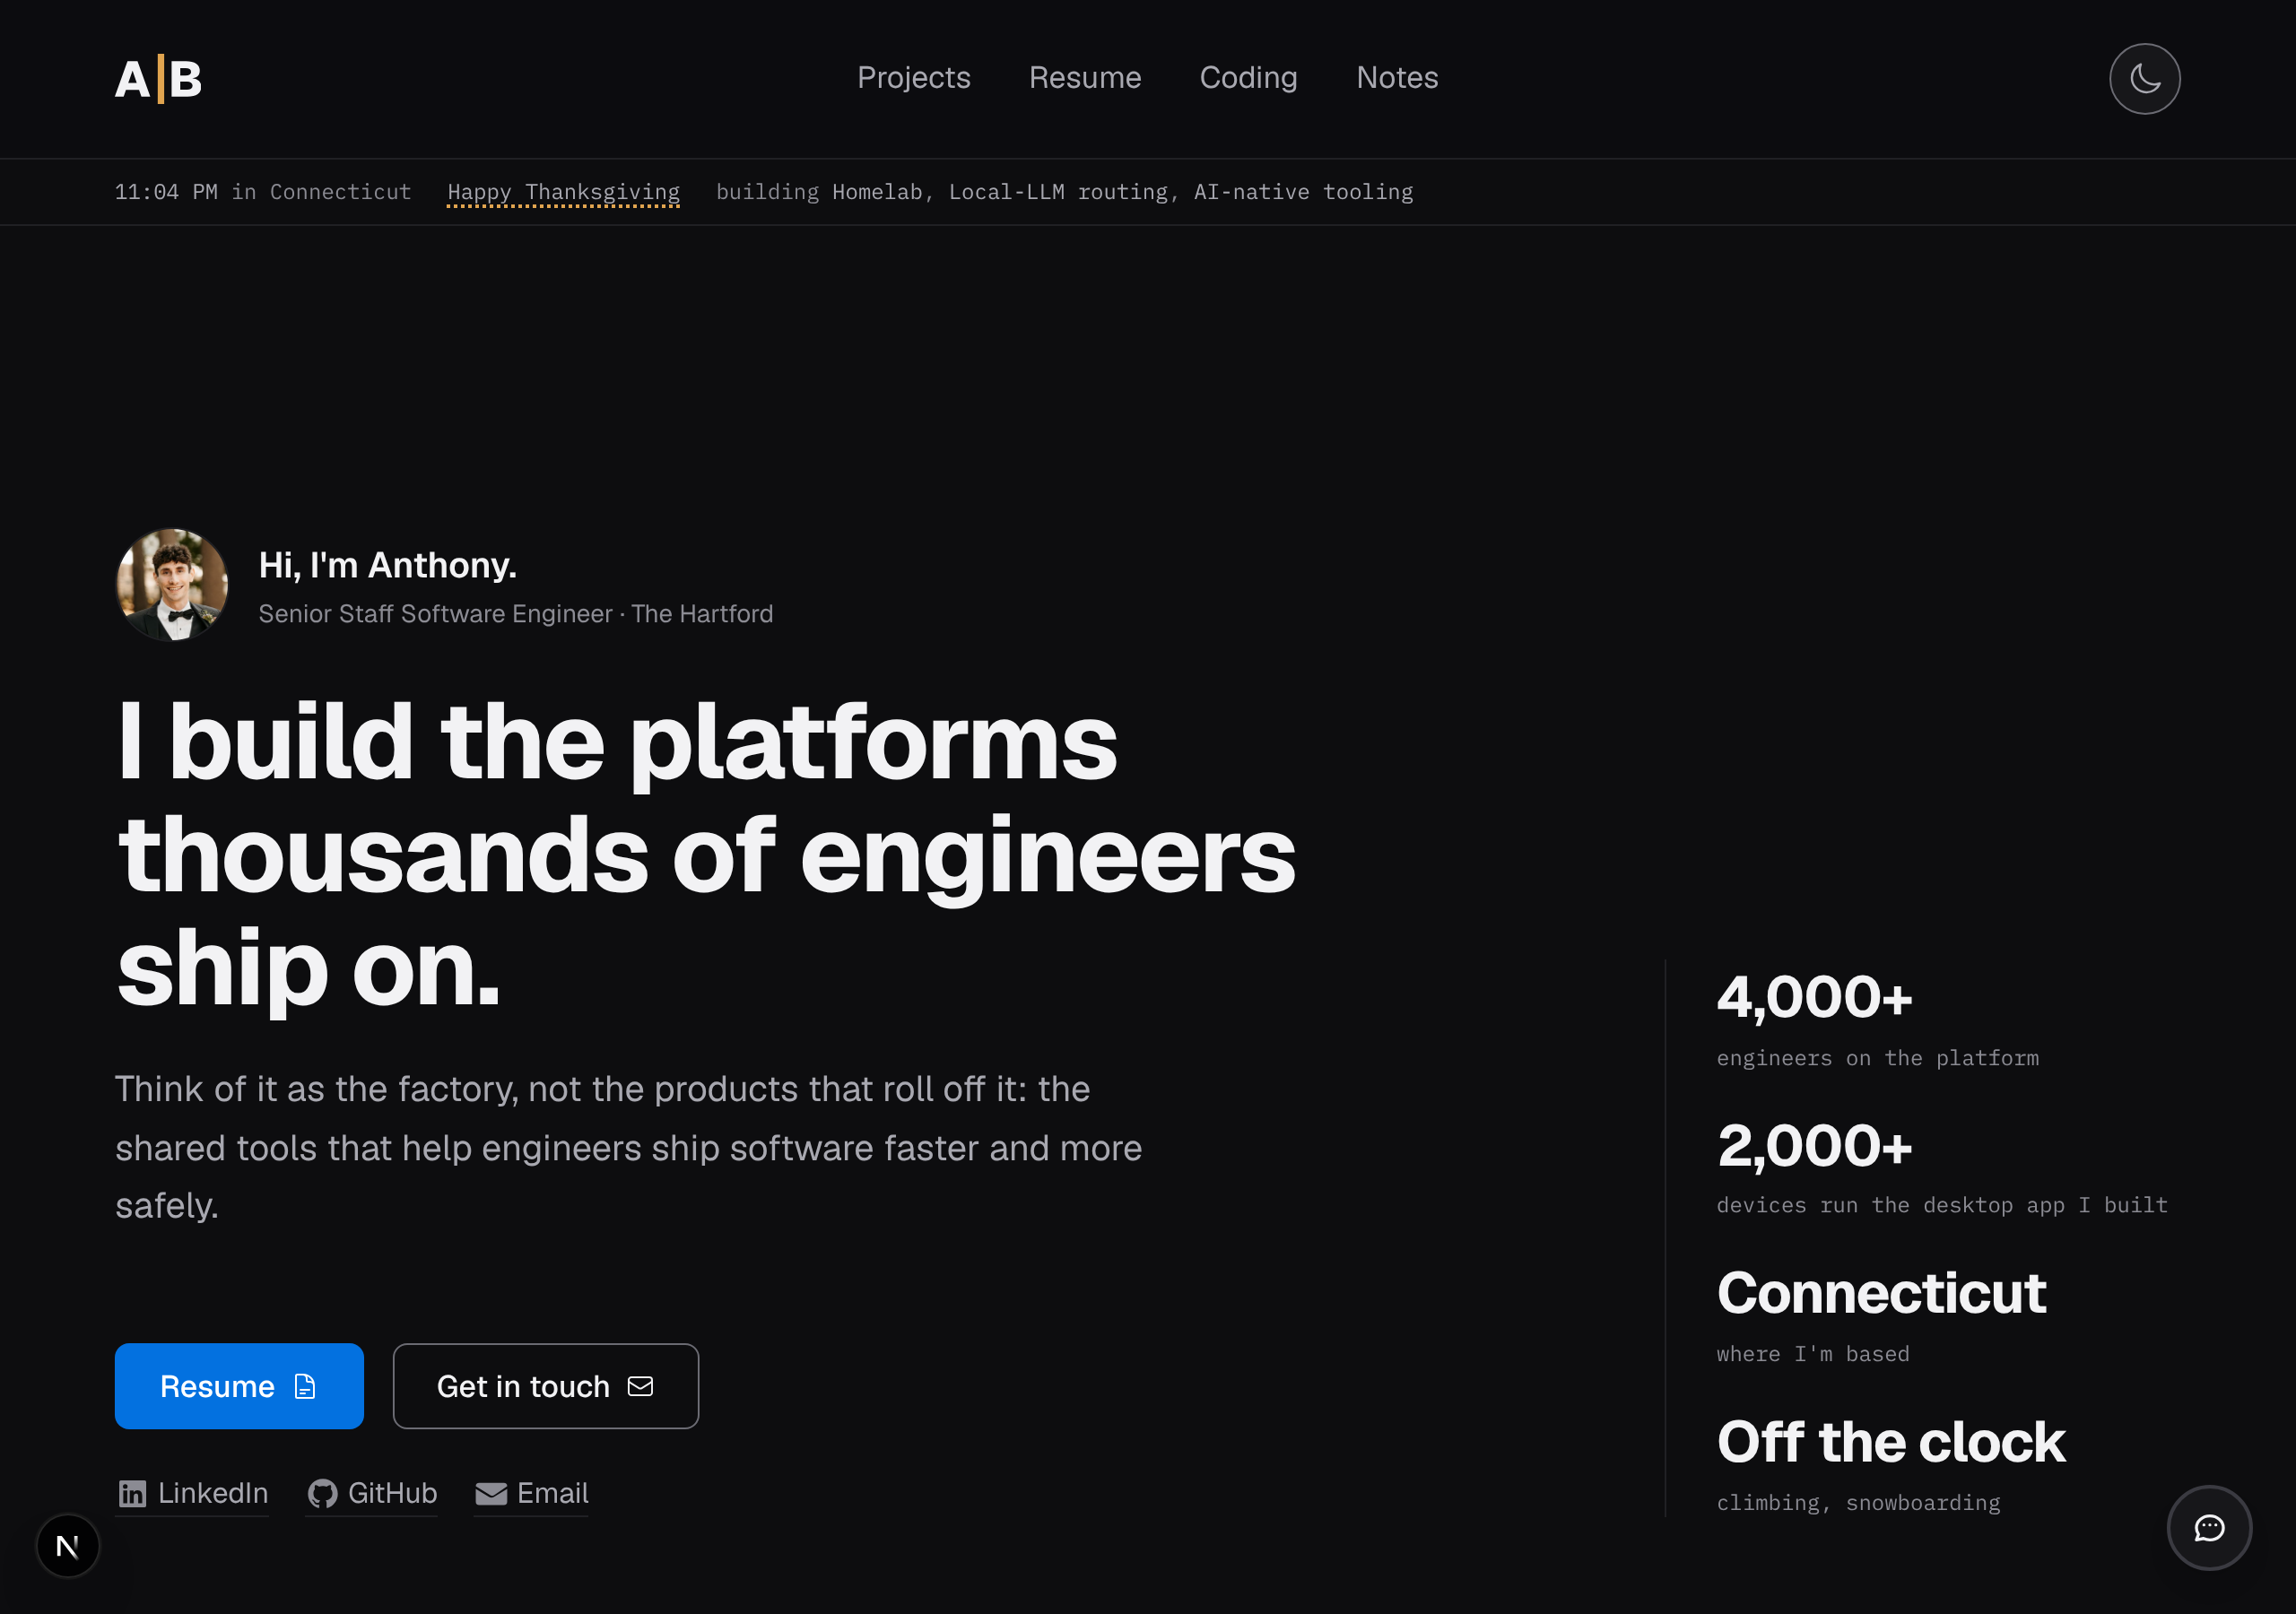 A|B
Projects Resume Coding Notes
11:04 PM in Connecticut Happy Thanksgiving building Homelab, Local-LLM routing, AI-native tooling
Hi, I'm Anthony.
Senior Staff Software Engineer · The Hartford
I build the platforms
thousands of engineers
ship on.
Think of it as the factory, not the products that roll off it: the
shared tools that help engineers ship software faster and more
safely.
Resume
Get in touch
LinkedIn GitHub Email
N
4,000+
engineers on the platform
2,000+
devices run the desktop app I built
Connecticut
where I'm based
Off the clock
climbing, snowboarding